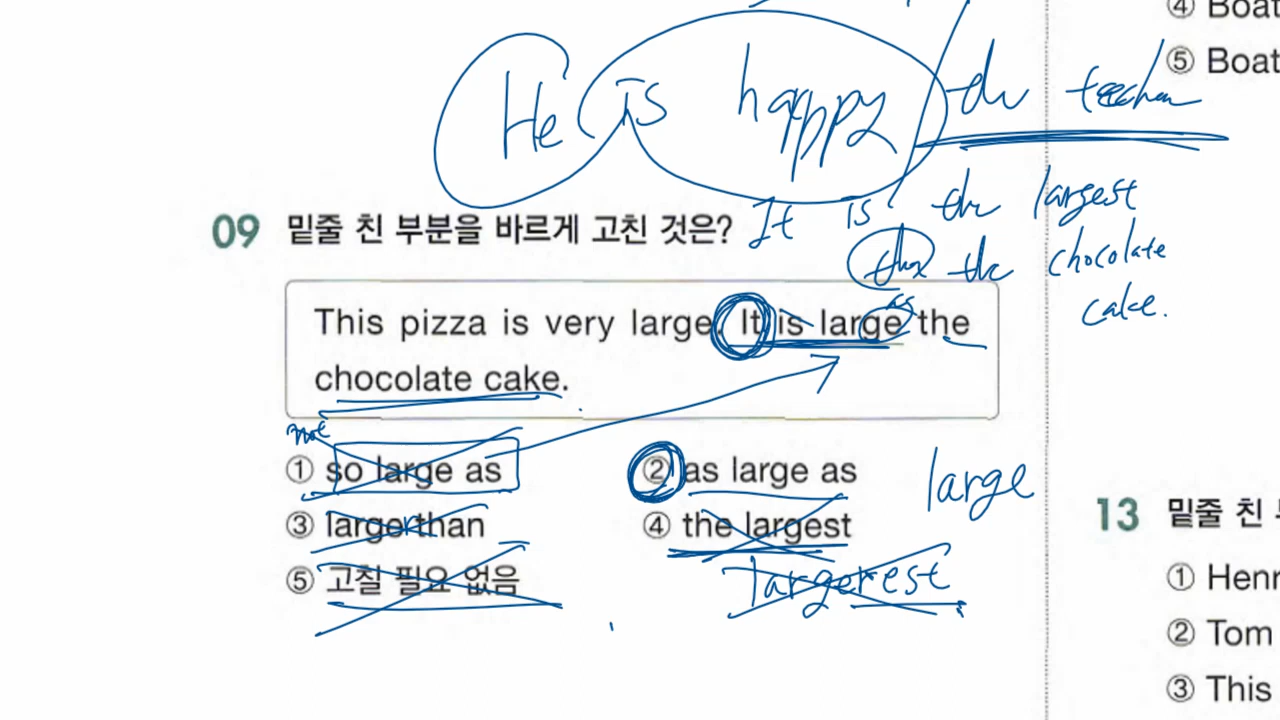 ④ Boat
⑤ Boat
He is happy the
09 밑줄 친 부분을 바르게 고친 것은?
It is the largest
the chocolate
cake.
as
This pizza is very large. It is large the
chocolate cake.
not
① so large as
② as large as
large
③ larger than
④ the largest
⑤ 고칠 필요 없음
largerest
13 밑줄 친
① Henr
② Tom
③ This